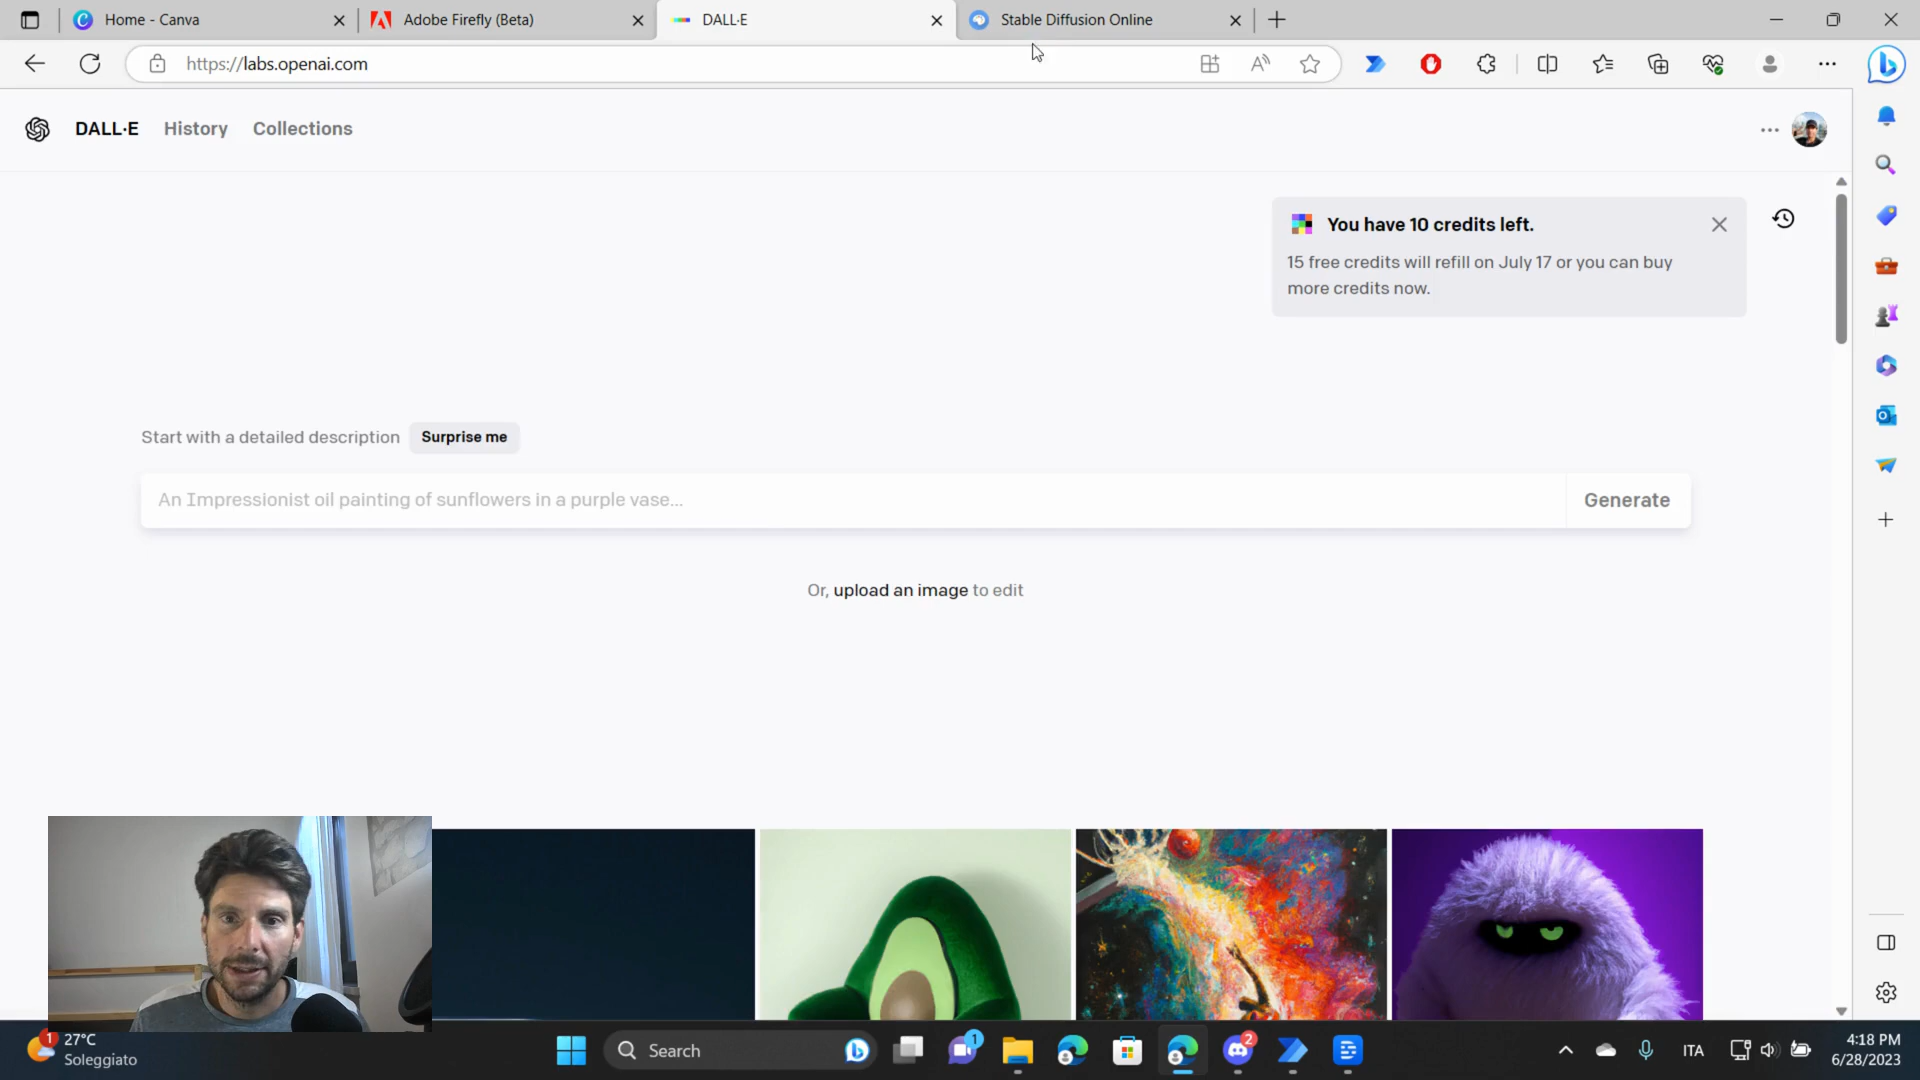 Home - Canva
Adobe Firefly (Beta)
DALL·E
Stable Diffusion Online
https://labs.openai.com
DALL·E
History
Collections
You have 10 credits left.
15 free credits will refill on July 17 or you can buy
more credits now.
Start with a detailed description
Surprise me
An Impressionist oil painting of sunflowers in a purple vase...
Generate
Or, upload an image to edit
1
27°C
Soleggiato
Search
1
2
ITA
4:18 PM
6/28/2023